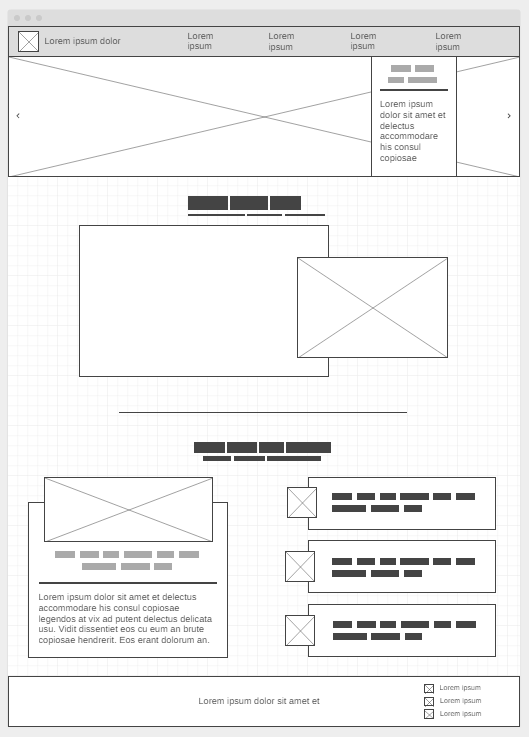 Lorem ipsum dolor
Lorem
ipsum
Lorem
ipsum
Lorem
ipsum
Lorem
ipsum
Lorem ipsum
dolor sit amet et
delectus
accommodare
his consul
copiosae
Lorem ipsum dolor sit amet et delectus
accommodare his consul copiosae
legendos at vix ad putent delectus delicata
usu. Vidit dissentiet eos cu eum an brute
copiosae hendrerit. Eos erant dolorum an.
Lorem ipsum dolor sit amet et
Lorem ipsum
Lorem ipsum
Lorem ipsum